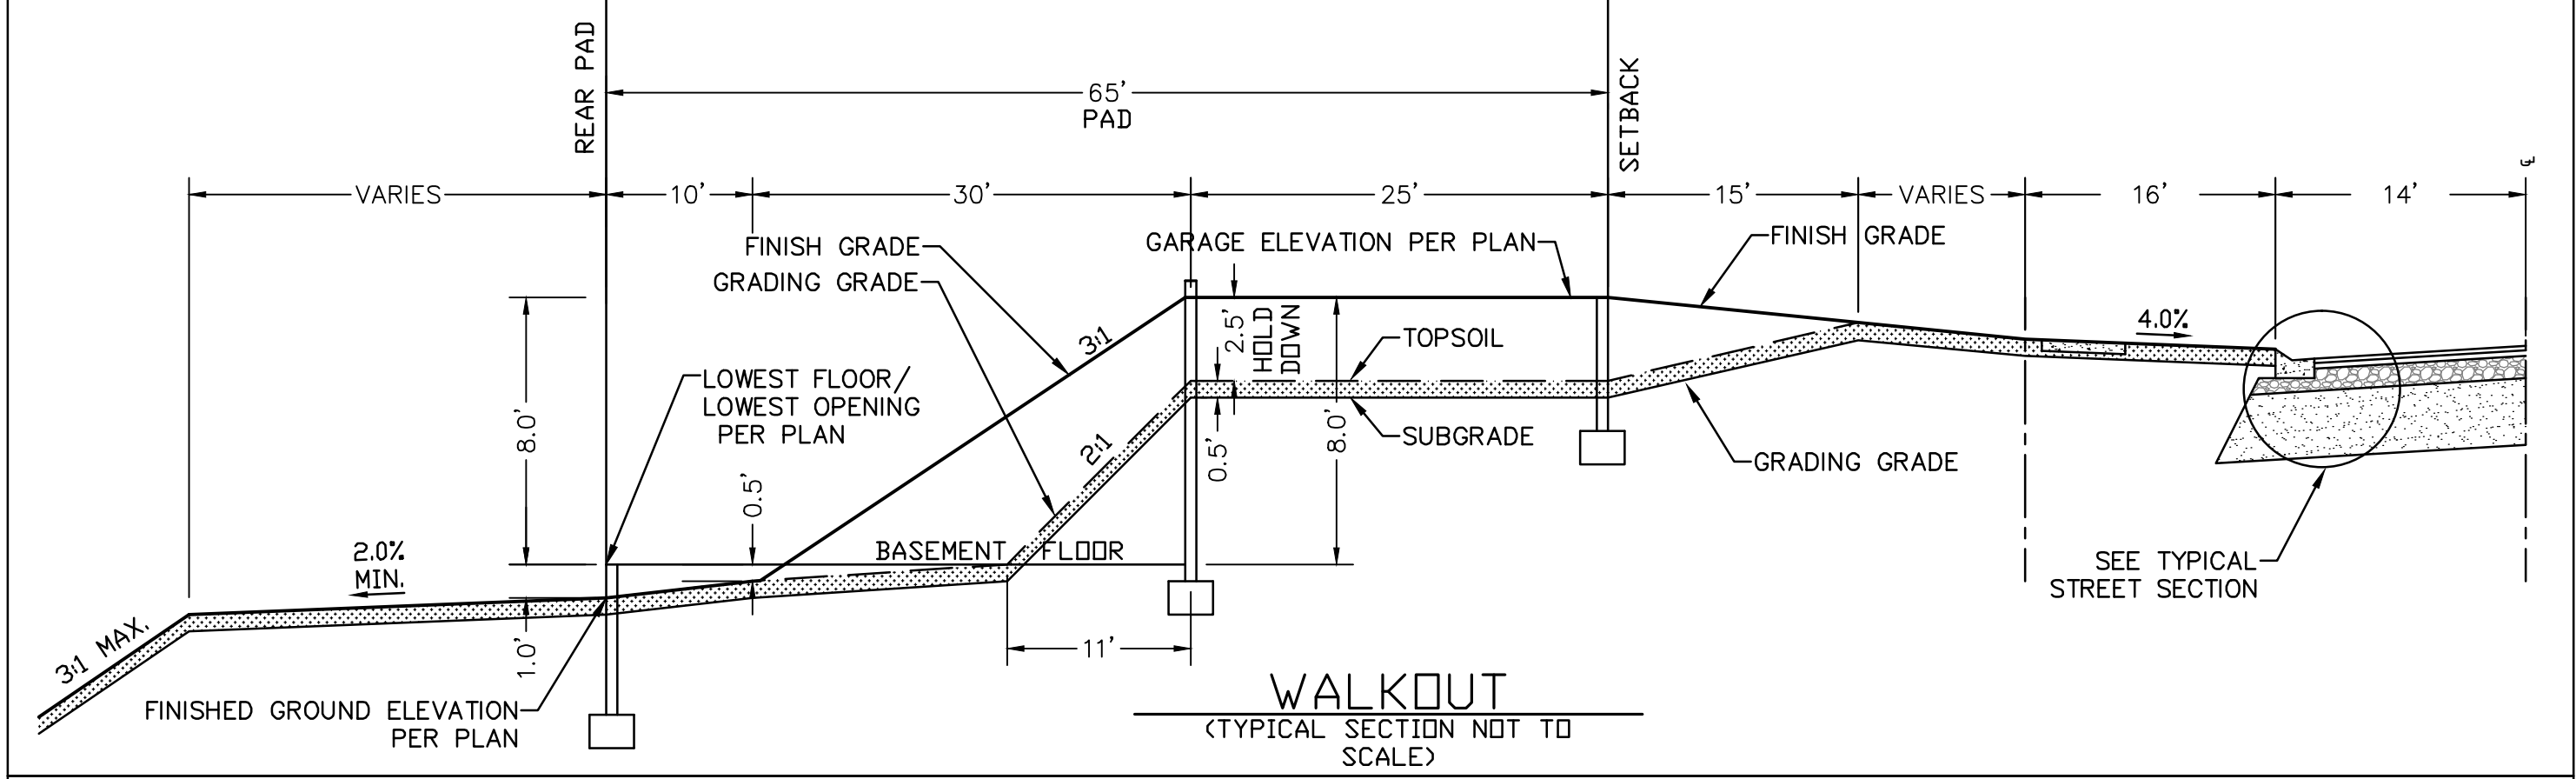 REAR PAD
65'
PAD
SETBACK
℄
VARIES
10'
30'
25'
15'
VARIES
16'
14'
FINISH GRADE
GRADING GRADE
GARAGE ELEVATION PER PLAN
FINISH GRADE
3:1
2.5'
HOLD
DOWN
TOPSOIL
4.0%
LOWEST FLOOR/
LOWEST OPENING
PER PLAN
8.0'
0.5'
2:1
0.5'
8.0'
SUBGRADE
GRADING GRADE
BASEMENT FLOOR
2.0%
MIN.
3:1 MAX.
1.0'
11'
SEE TYPICAL
STREET SECTION
FINISHED GROUND ELEVATION
PER PLAN
WALKOUT
(TYPICAL SECTION NOT TO
SCALE)